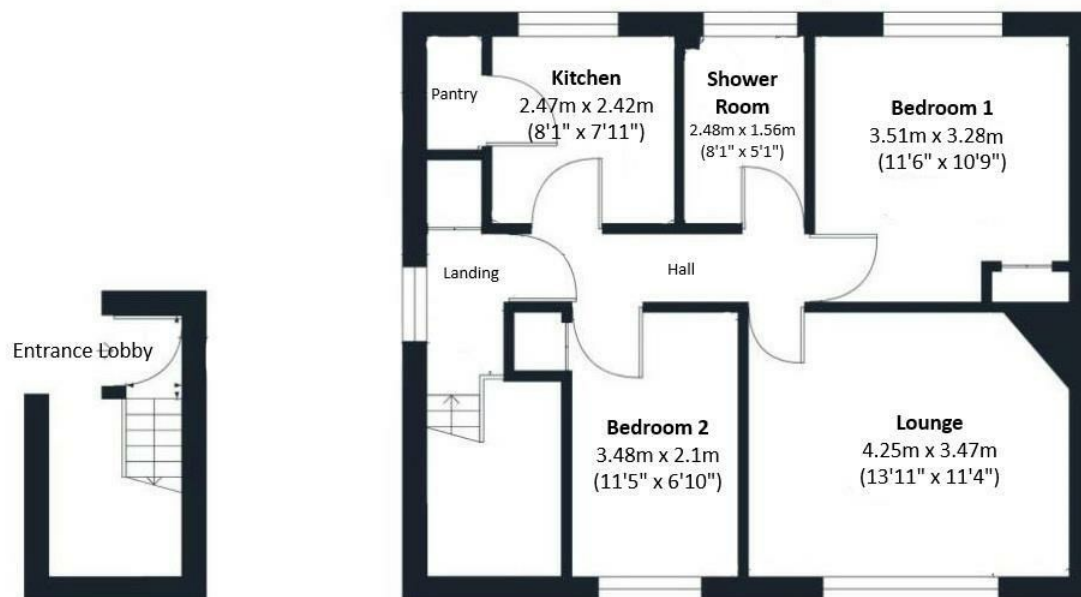 Pantry
Kitchen
2.47m x 2.42m
(8'1" x 7'11")
Shower
Room
2.48m x 1.56m
(8'1" x 5'1")
Bedroom 1
3.51m x 3.28m
(11'6" x 10'9")
Landing
Hall
Entrance Lobby
Bedroom 2
3.48m x 2.1m
(11'5" x 6'10")
Lounge
4.25m x 3.47m
(13'11" x 11'4")